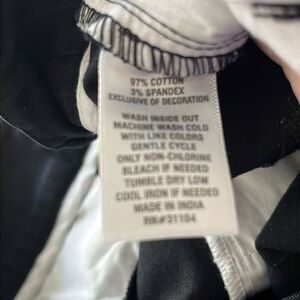 97% COTTON
3% SPANDEX
EXCLUSIVE OF DECORATION
WASH INSIDE OUT
MACHINE WASH COLD
WITH LIKE COLORS
GENTLE CYCLE
ONLY NON-CHLORINE
BLEACH IF NEEDED
TUMBLE DRY LOW
COOL IRON IF NEEDED
MADE IN INDIA
RN#31104